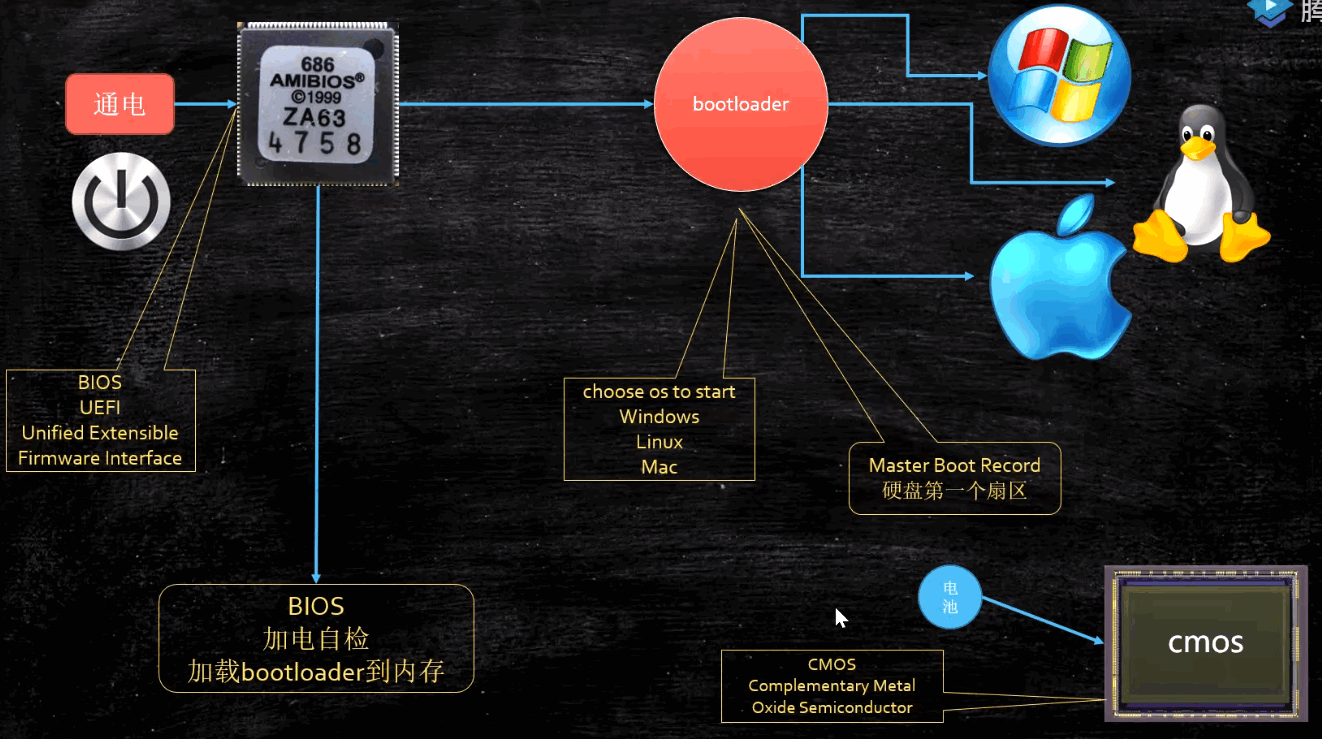 腾
通电
686
AMIBIOS®
©1999
ZA63
4758
bootloader
BIOS
UEFI
Unified Extensible
Firmware Interface
choose os to start
Windows
Linux
Mac
Master Boot Record
硬盘第一个扇区
BIOS
加电自检
加载bootloader到内存
电
池
cmos
CMOS
Complementary Metal
Oxide Semiconductor